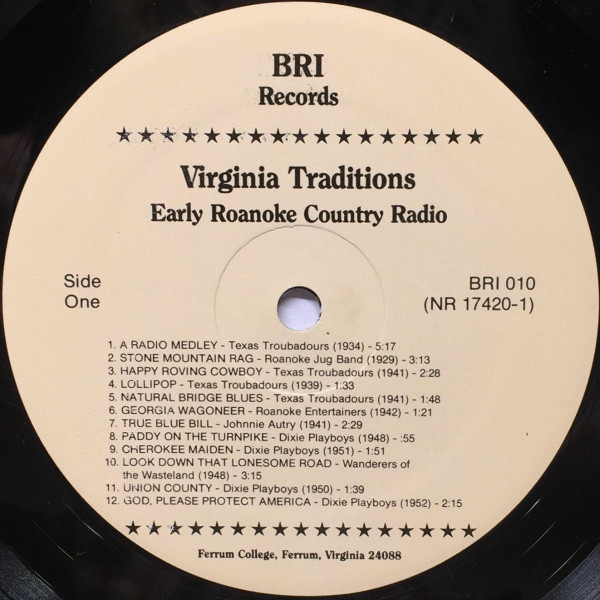 BRI
Records
★★★★★★★★★★★★★★★★★★★★
Virginia Traditions
Early Roanoke Country Radio
Side
One
BRI 010
(NR 17420-1)
1. A RADIO MEDLEY - Texas Troubadours (1934) - 5:17
2. STONE MOUNTAIN RAG - Roanoke Jug Band (1929) - 3:13
3. HAPPY ROVING COWBOY - Texas Troubadours (1941) - 2:28
4. LOLLIPOP - Texas Troubadours (1939) - 1:33
5. NATURAL BRIDGE BLUES - Texas Troubadours (1941) - 1:48
6. GEORGIA WAGONEER - Roanoke Entertainers (1942) - 1:21
7. TRUE BLUE BILL - Johnnie Autry (1941) - 2:29
8. PADDY ON THE TURNPIKE - Dixie Playboys (1948) - :55
9. CHEROKEE MAIDEN - Dixie Playboys (1951) - 1:51
10. LOOK DOWN THAT LONESOME ROAD - Wanderers of
the Wasteland (1948) - 3:15
11. UNION COUNTY - Dixie Playboys (1950) - 1:39
12. GOD, PLEASE PROTECT AMERICA - Dixie Playboys (1952) - 2:15
★★★★★★★★★★★★★★★★★★★
Ferrum College, Ferrum, Virginia 24088